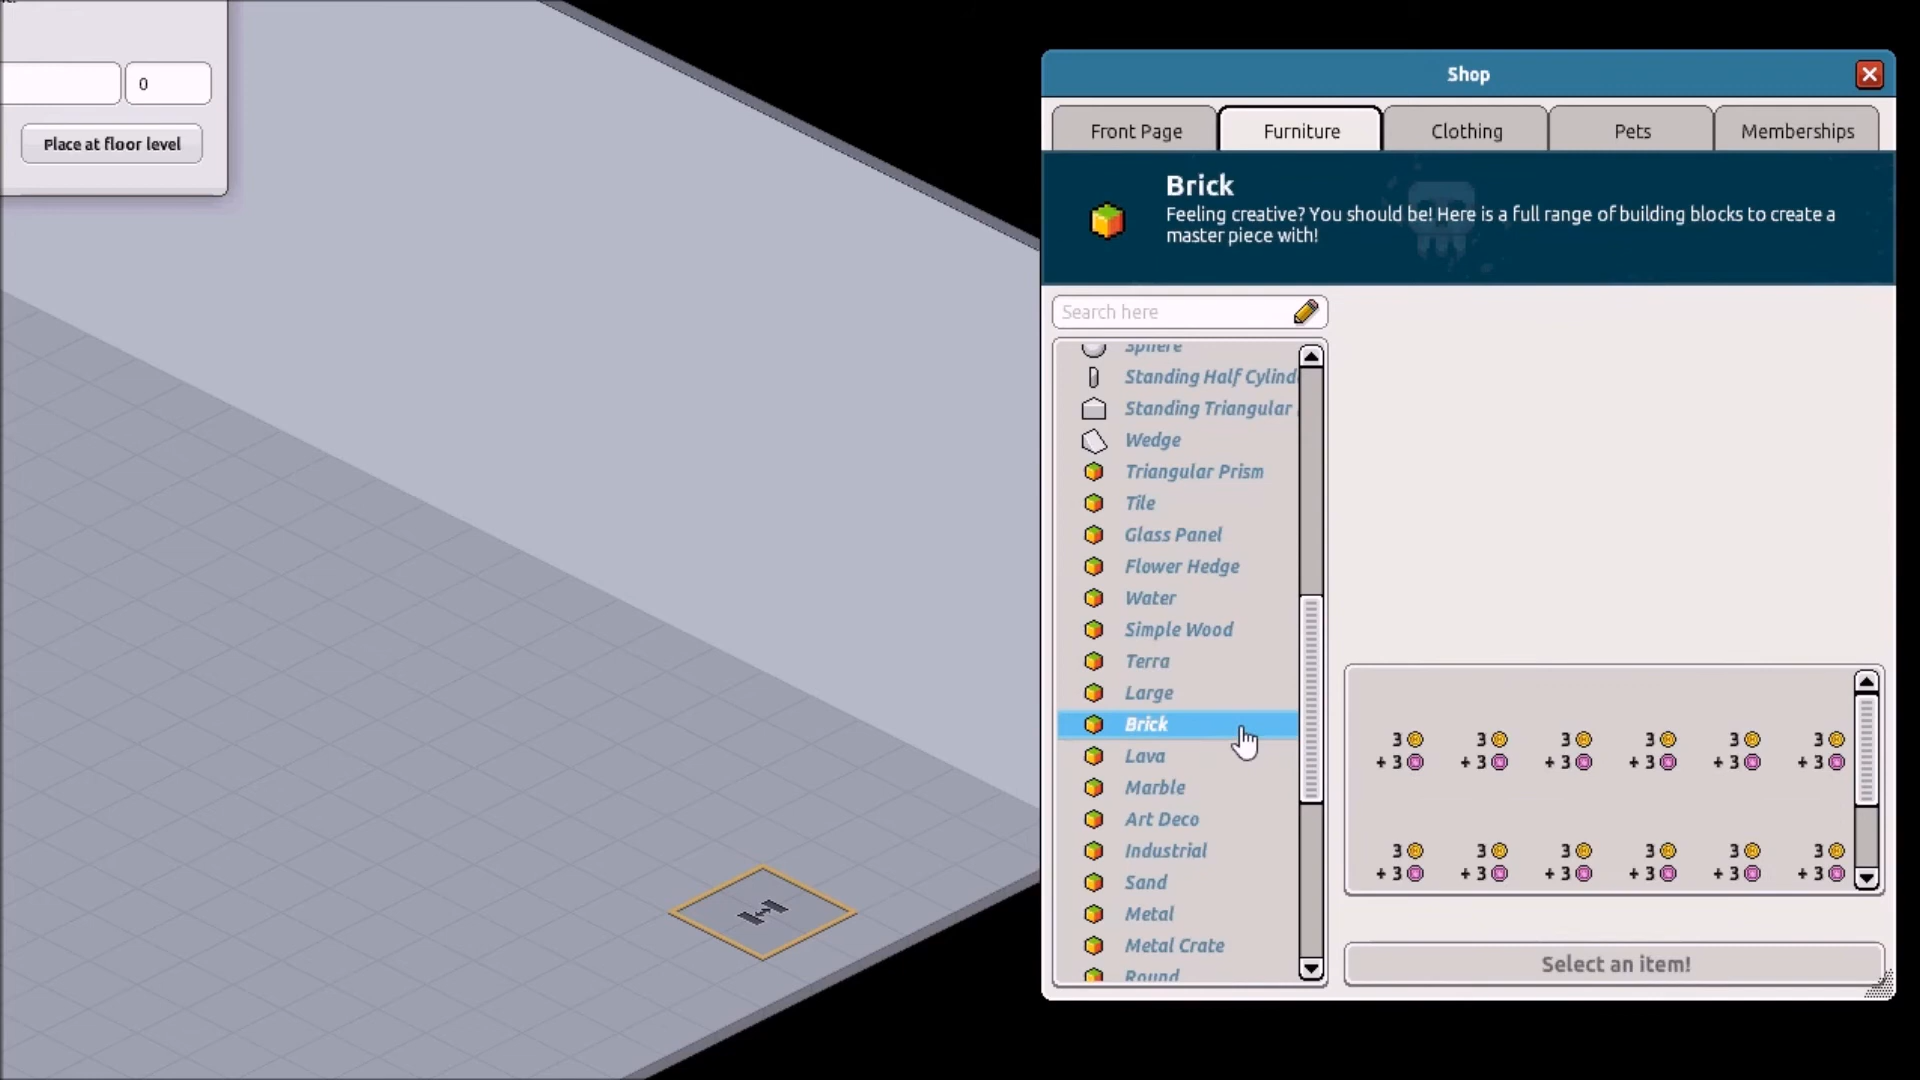 0
Place at floor level
Shop
Front Page
Furniture
Clothing
Pets
Memberships
Brick
Feeling creative? You should be! Here is a full range of building blocks to create a
master piece with!
Search here
Sphere
Standing Half Cylind
Standing Triangular
Wedge
Triangular Prism
Tile
Glass Panel
Flower Hedge
Water
Simple Wood
Terra
Large
Brick
Lava
Marble
Art Deco
Industrial
Sand
Metal
Metal Crate
Round
3 3 3 3 3 3
+ 3 + 3 + 3 + 3 + 3 + 3
3 3 3 3 3 3
+ 3 + 3 + 3 + 3 + 3 + 3
Select an item!